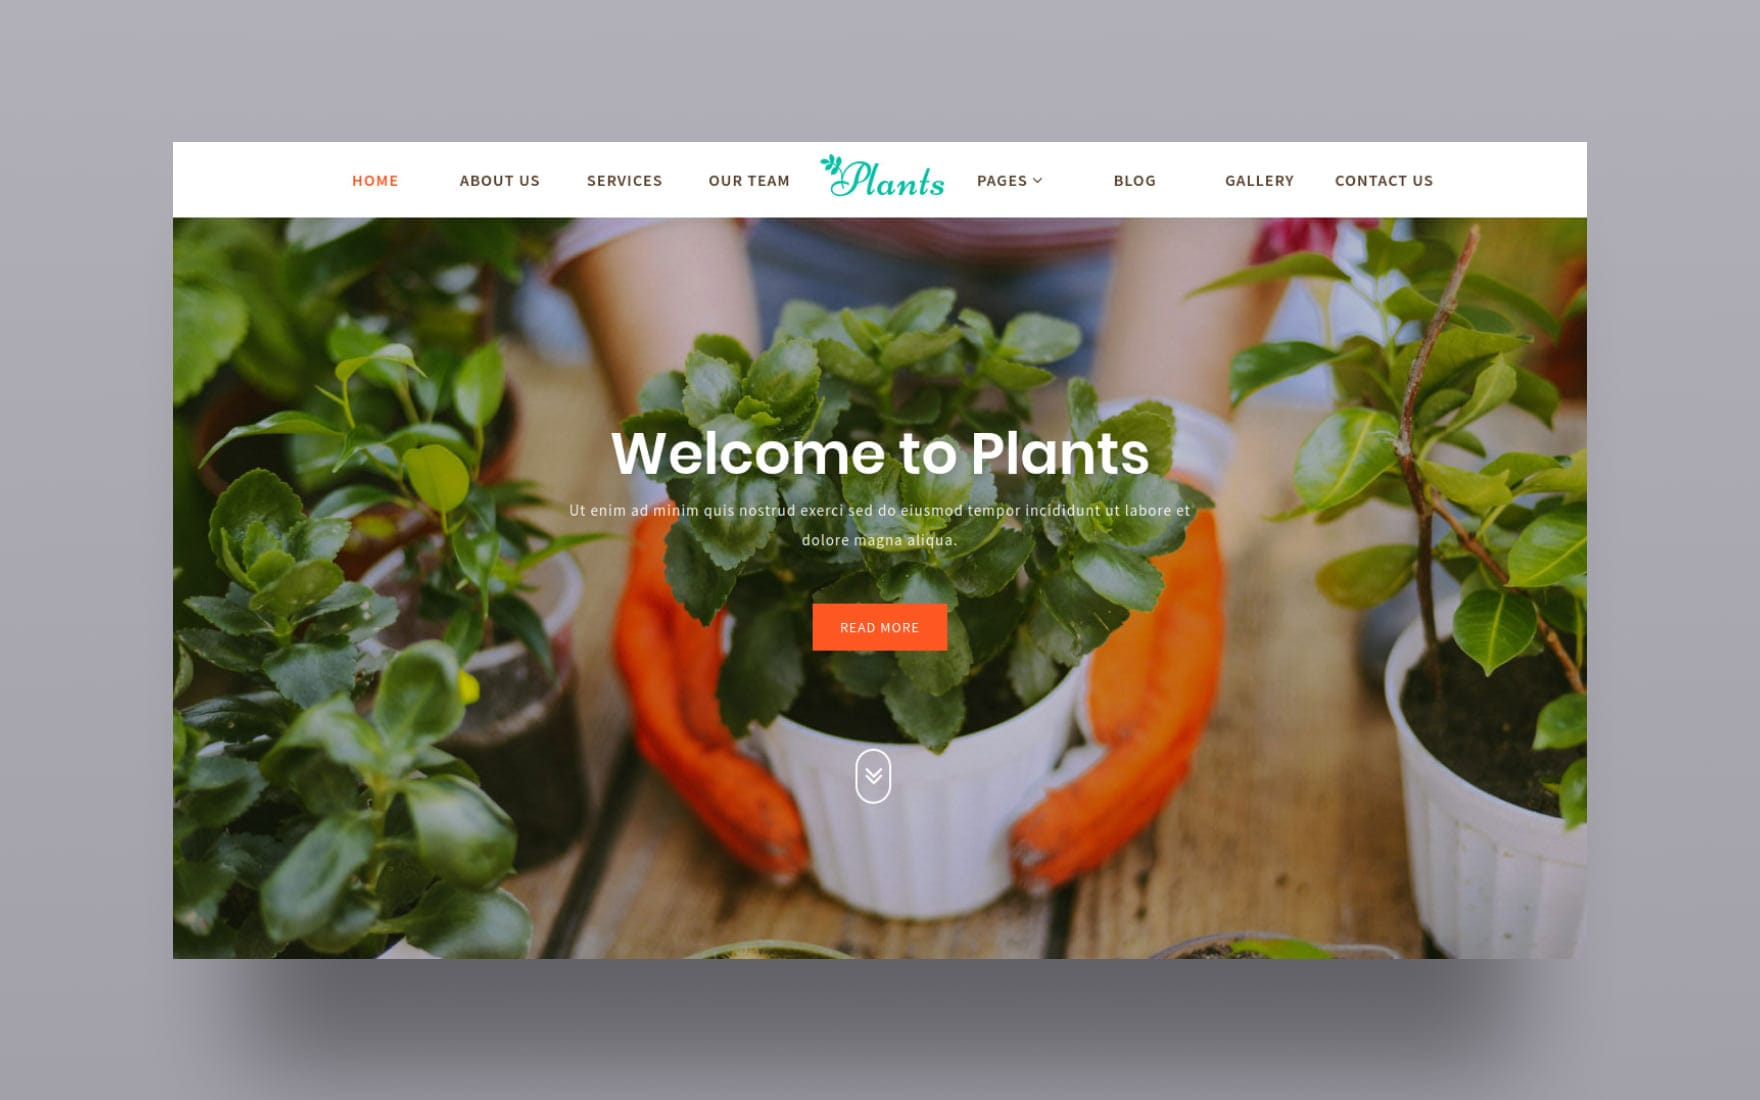 HOME ABOUT US SERVICES OUR TEAM Plants PAGES BLOG GALLERY CONTACT US
Welcome to Plants
Ut enim ad minim quis nostrud exerci sed do eiusmod tempor incididunt ut labore et
dolore magna aliqua.
READ MORE